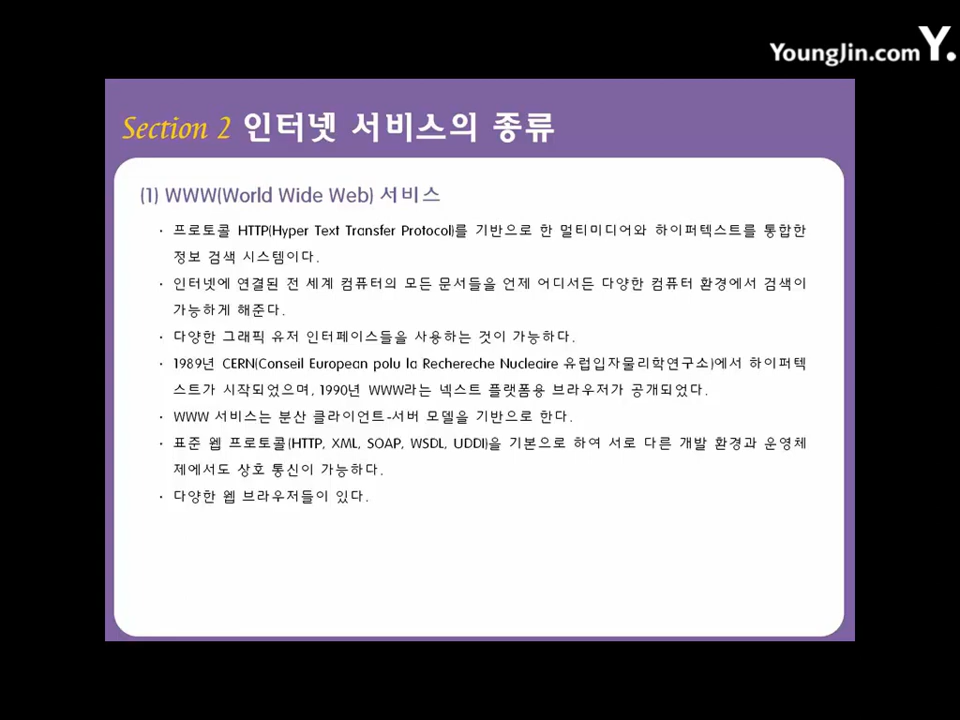 YoungJin.com Y.
Section 2 인터넷 서비스의 종류
(1) WWW(World Wide Web) 서비스
· 프로토콜 HTTP(Hyper Text Transfer Protocol)를 기반으로 한 멀티미디어와 하이퍼텍스트를 통합한
정보 검색 시스템이다.
· 인터넷에 연결된 전 세계 컴퓨터의 모든 문서들을 언제 어디서든 다양한 컴퓨터 환경에서 검색이
가능하게 해준다.
· 다양한 그래픽 유저 인터페이스들을 사용하는 것이 가능하다.
· 1989년 CERN(Conseil European polu la Rechereche Nucleaire 유럽입자물리학연구소)에서 하이퍼텍
스트가 시작되었으며, 1990년 WWW라는 넥스트 플랫폼용 브라우저가 공개되었다.
· WWW 서비스는 분산 클라이언트-서버 모델을 기반으로 한다.
· 표준 웹 프로토콜(HTTP, XML, SOAP, WSDL, UDDI)을 기본으로 하여 서로 다른 개발 환경과 운영체
제에서도 상호 통신이 가능하다.
· 다양한 웹 브라우저들이 있다.